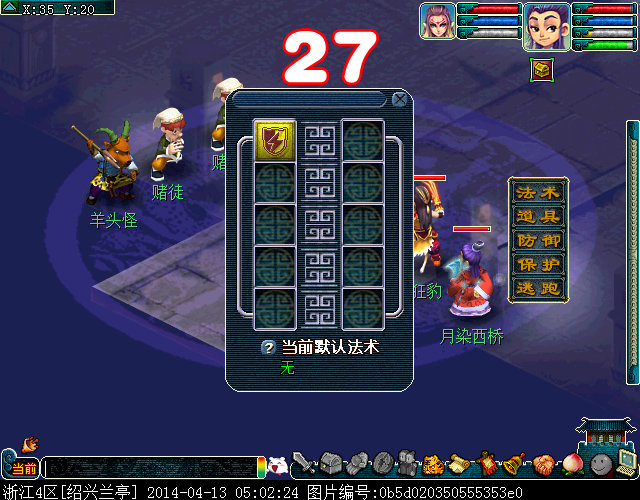 X:35 Y:20
27
赌徒
赌
羊头怪
狂豹
月染西桥
法术
道具
防御
保护
逃跑
? 当前默认法术
无
当前
浙江4区[绍兴兰亭] 2014-04-13 05:02:24 图片编号:0b5d020350555353e0